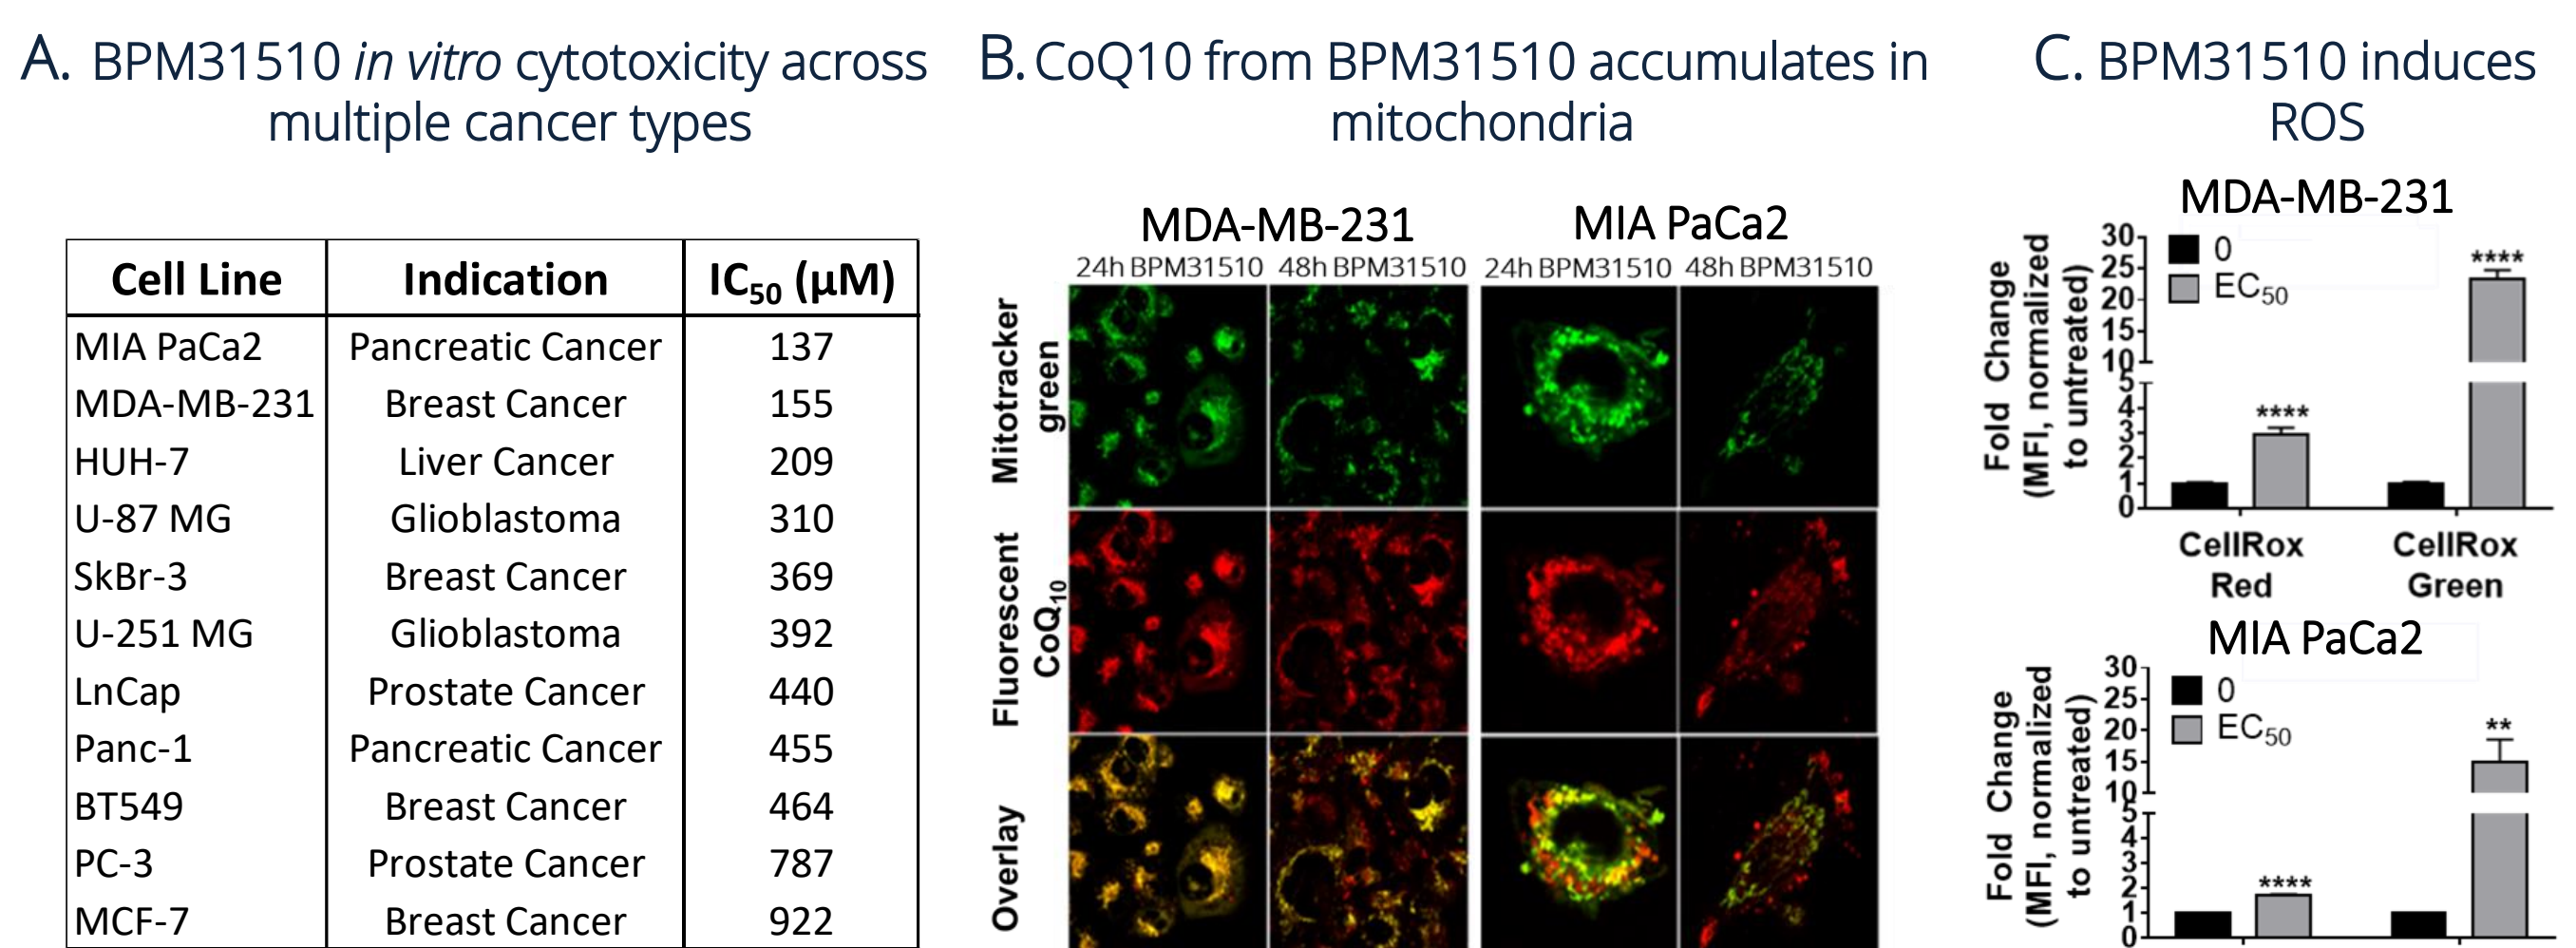 A. BPM31510 in vitro cytotoxicity across
multiple cancer types
Cell Line Indication IC50 (µM)
MIA PaCa2 Pancreatic Cancer 137
MDA-MB-231 Breast Cancer 155
HUH-7 Liver Cancer 209
U-87 MG Glioblastoma 310
SkBr-3 Breast Cancer 369
U-251 MG Glioblastoma 392
LnCap Prostate Cancer 440
Panc-1 Pancreatic Cancer 455
BT549 Breast Cancer 464
PC-3 Prostate Cancer 787
MCF-7 Breast Cancer 922
B. CoQ10 from BPM31510 accumulates in
mitochondria
MDA-MB-231 MIA PaCa2
24h BPM31510 48h BPM31510 24h BPM31510 48h BPM31510
Mitotracker
green
Fluorescent
CoQ10
Overlay
C. BPM31510 induces
ROS
MDA-MB-231
Fold Change
(MFI, normalized
to untreated)
30
25
20
15
10
5
4
3
2
1
0
0
EC50
****
****
CellRox CellRox
Red Green
MIA PaCa2
Fold Change
(MFI, normalized
to untreated)
30
25
20
15
10
5
4
3
2
1
0
0
EC50
**
****